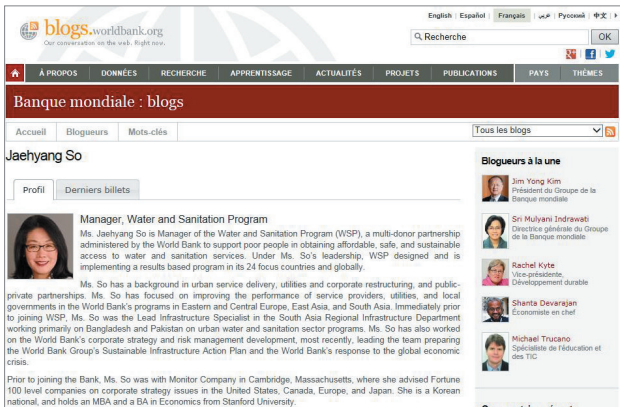 English | Español | Français | عربي | Русский | 中文
blogs.worldbank.org
Our conversation on the web. Right now.
Recherche OK
À PROPOS DONNÉES RECHERCHE APPRENTISSAGE ACTUALITÉS PROJETS PUBLICATIONS PAYS THÈMES
Banque mondiale : blogs
Accueil Blogueurs Mots-clés Tous les blogs
Jaehyang So
Profil Derniers billets
Manager, Water and Sanitation Program
Ms. Jaehyang So is Manager of the Water and Sanitation Program (WSP), a multi-donor partnership
administered by the World Bank to support poor people in obtaining affordable, safe, and sustainable
access to water and sanitation services. Under Ms. So's leadership, WSP designed and is
implementing a results based program in its 24 focus countries and globally.
Ms. So has a background in urban service delivery, utilities and corporate restructuring, and public-
private partnerships. Ms. So has focused on improving the performance of service providers, utilities, and local
governments in the World Bank's programs in Eastern and Central Europe, East Asia, and South Asia. Immediately prior
to joining WSP, Ms. So was the Lead Infrastructure Specialist in the South Asia Regional Infrastructure Department
working primarily on Bangladesh and Pakistan on urban water and sanitation sector programs. Ms. So has also worked
on the World Bank's corporate strategy and risk management development, most recently, leading the team preparing
the World Bank Group's Sustainable Infrastructure Action Plan and the World Bank's response to the global economic
crisis.
Prior to joining the Bank, Ms. So was with Monitor Company in Cambridge, Massachusetts, where she advised Fortune
100 level companies on corporate strategy issues in the United States, Canada, Europe, and Japan. She is a Korean
national, and holds an MBA and a BA in Economics from Stanford University.
Blogueurs à la une
Jim Yong Kim
Président du Groupe de la
Banque mondiale
Sri Mulyani Indrawati
Directrice générale du Groupe
de la Banque mondiale
Rachel Kyte
Vice-présidente,
Développement durable
Shanta Devarajan
Économiste en chef
Michael Trucano
Spécialiste de l'éducation et
des TIC